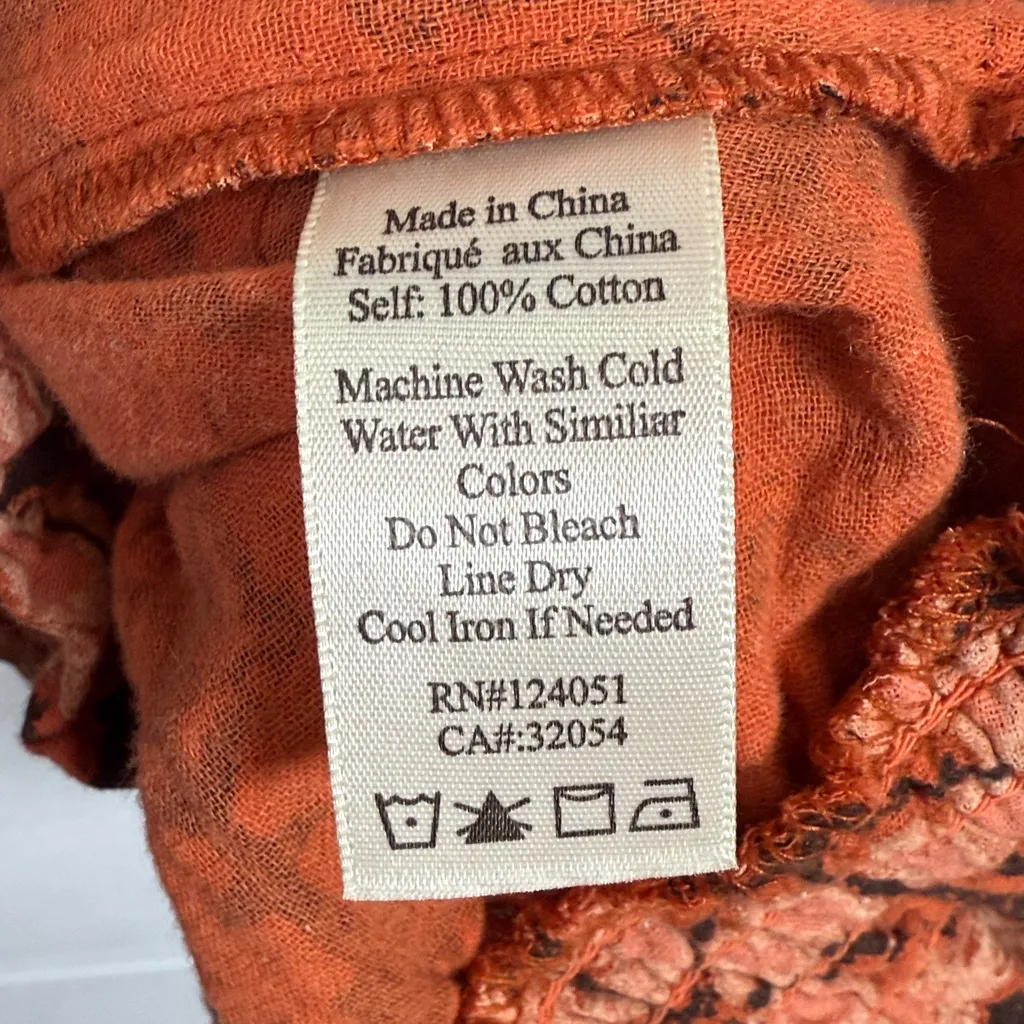 Made in China
Fabriqué aux China
Self: 100% Cotton
Machine Wash Cold
Water With Similiar
Colors
Do Not Bleach
Line Dry
Cool Iron If Needed
RN#124051
CA#:32054